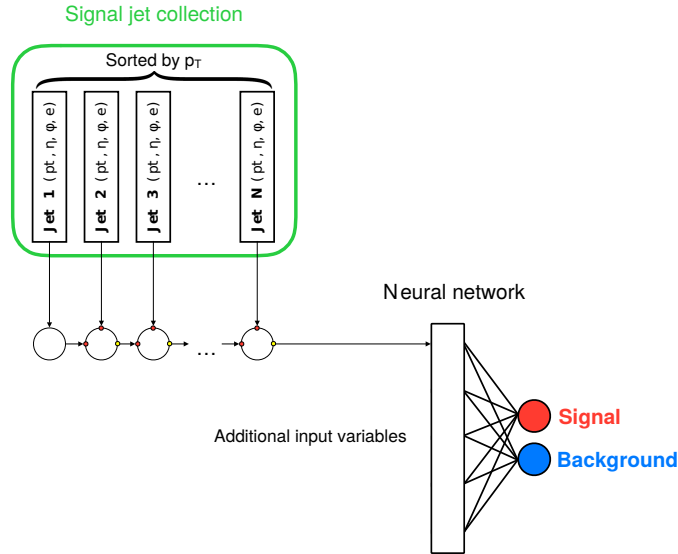 Signal jet collection
Sorted by pT
Jet 1 (pt, η, φ, e)
Jet 2 (pt, η, φ, e)
Jet 3 (pt, η, φ, e)
...
Jet N (pt, η, φ, e)
Neural network
...
Additional input variables
Signal
Background